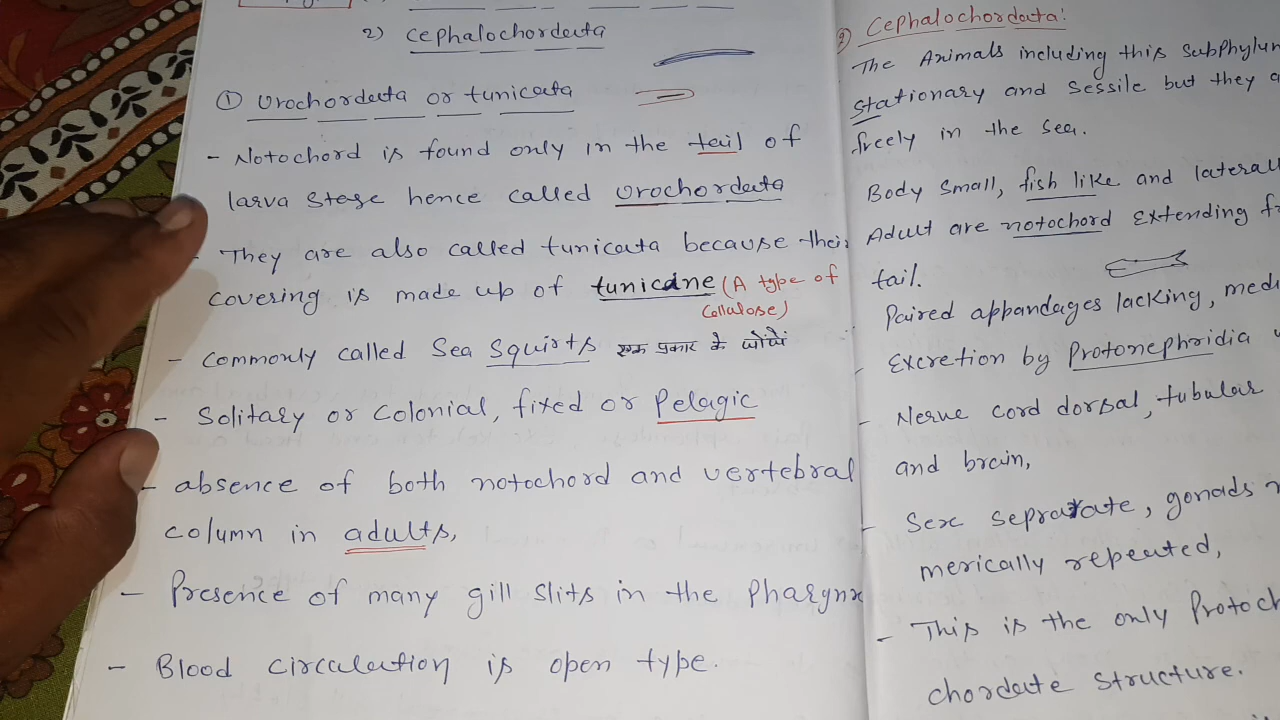 2) Cephalochordata
① Urochordata or tunicata
- Notochord is found only in the tail of
larva stage hence called Urochordata
- They are also called tunicata because their
covering is made up of tunicine (A type of
Cellulose)
- Commonly called Sea Squirts एक प्रकार के
- Solitary or Colonial, fixed or Pelagic
- absence of both notochord and vertebral
column in adults,
- Presence of many gill slits in the Pharynx
- Blood circulation is open type.
2) Cephalochordata:
The Animals including this Subphylum
Stationary and Sessile but they
freely in the sea.
Body Small, fish like and
Adult are notochord Extending
tail.
Paired appandages lacking,
- Excretion by Protonephridia
- Nerve cord dorsal, tubular
and brain,
- Sex seprarate, gonads
merically repeated,
- This is the only
chordate structure.